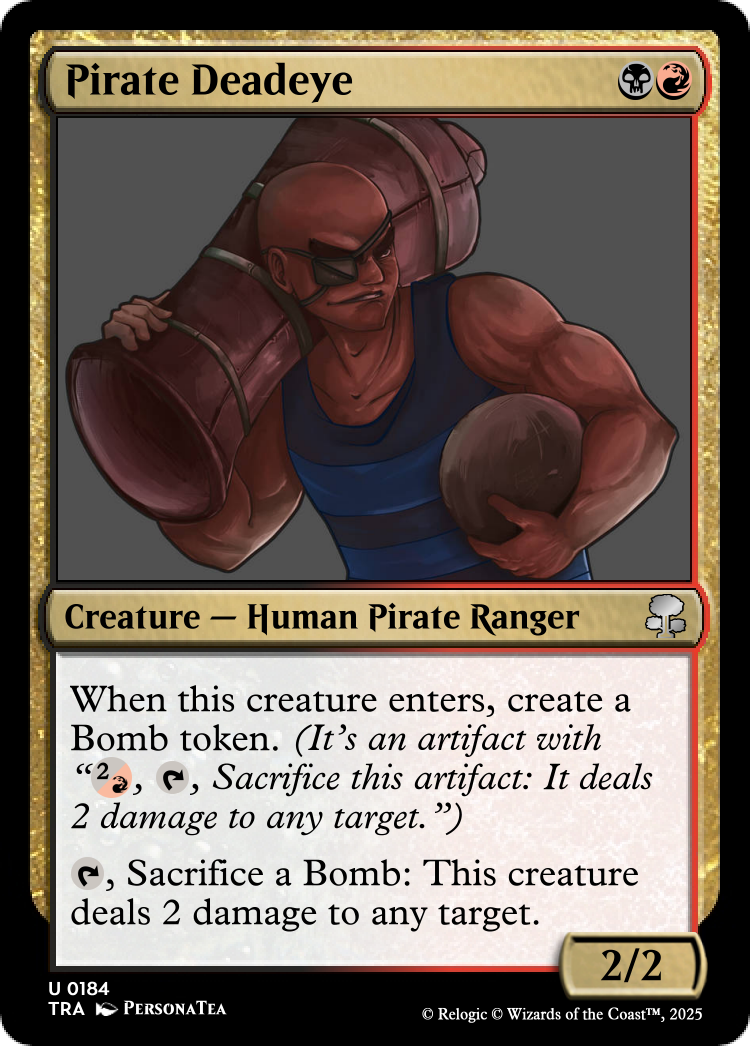 Pirate Deadeye
Creature — Human Pirate Ranger
When this creature enters, create a
Bomb token. (It's an artifact with
“2, , Sacrifice this artifact: It deals
2 damage to any target.”)
, Sacrifice a Bomb: This creature
deals 2 damage to any target.
2/2
U 0184
TRA PersonaTea
© Relogic © Wizards of the Coast™, 2025